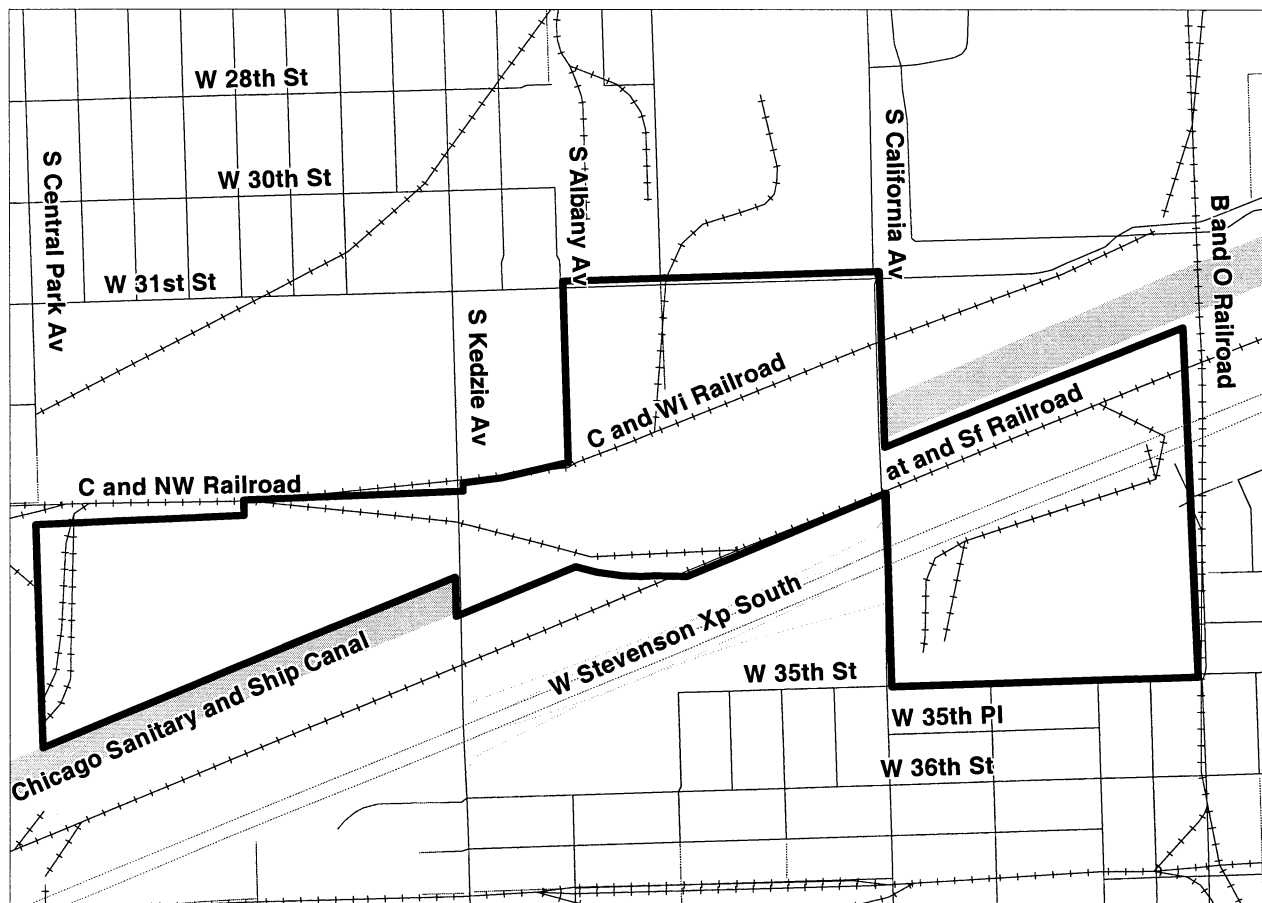 W 28th St
W 30th St
W 31st St
S Central Park Av
S Kedzie Av
S Albany Av
S California Av
B and O Railroad
C and Wi Railroad
at and Sf Railroad
C and NW Railroad
Chicago Sanitary and Ship Canal
W Stevenson Xp South
W 35th St
W 35th Pl
W 36th St